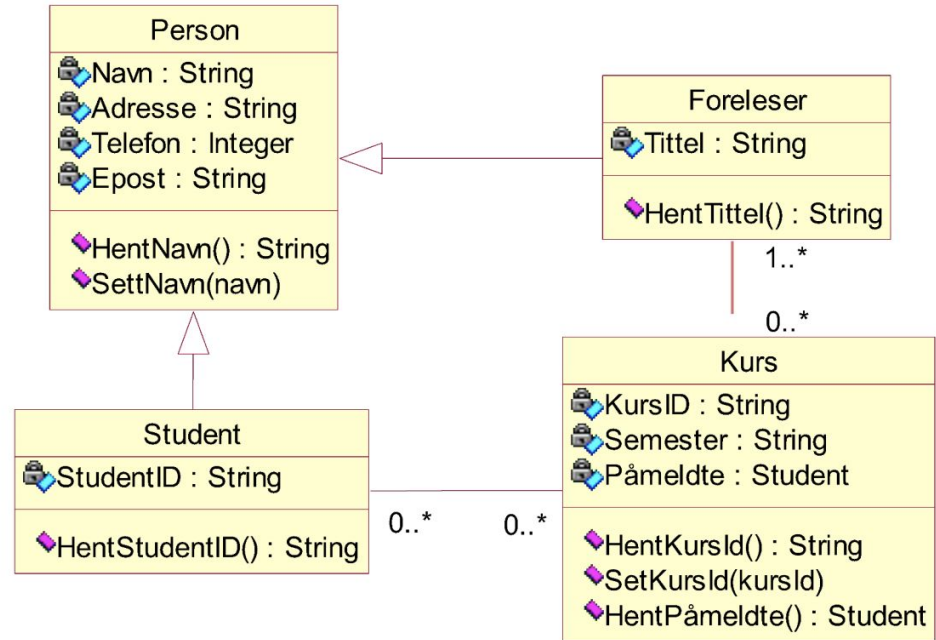 Person
Navn : String
Adresse : String
Telefon : Integer
Epost : String
HentNavn() : String
SettNavn(navn)
Foreleser
Tittel : String
HentTittel() : String
1..*
0..*
Kurs
KursID : String
Semester : String
Påmeldte : Student
HentKursId() : String
SetKursId(kursId)
HentPåmeldte() : Student
Student
StudentID : String
HentStudentID() : String
0..*
0..*